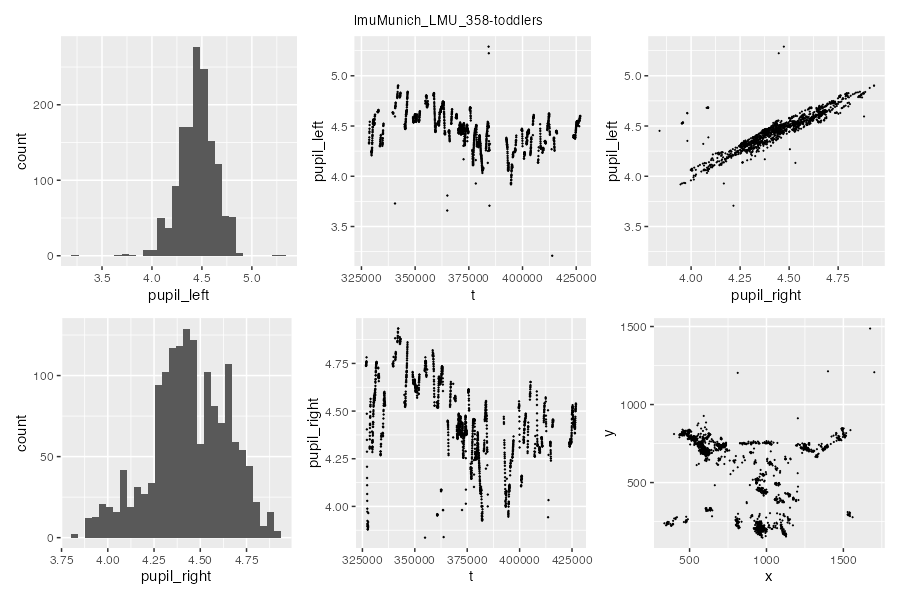 lmuMunich_LMU_358-toddlers
count
200
100
0
3.5 4.0 4.5 5.0
pupil_left
pupil_left
5.0
4.5
4.0
3.5
325000 350000 375000 400000 425000
t
pupil_left
5.0
4.5
4.0
3.5
4.00 4.25 4.50 4.75
pupil_right
count
100
50
0
3.75 4.00 4.25 4.50 4.75
pupil_right
pupil_right
4.75
4.50
4.25
4.00
325000 350000 375000 400000 425000
t
y
1500
1000
500
500 1000 1500
x